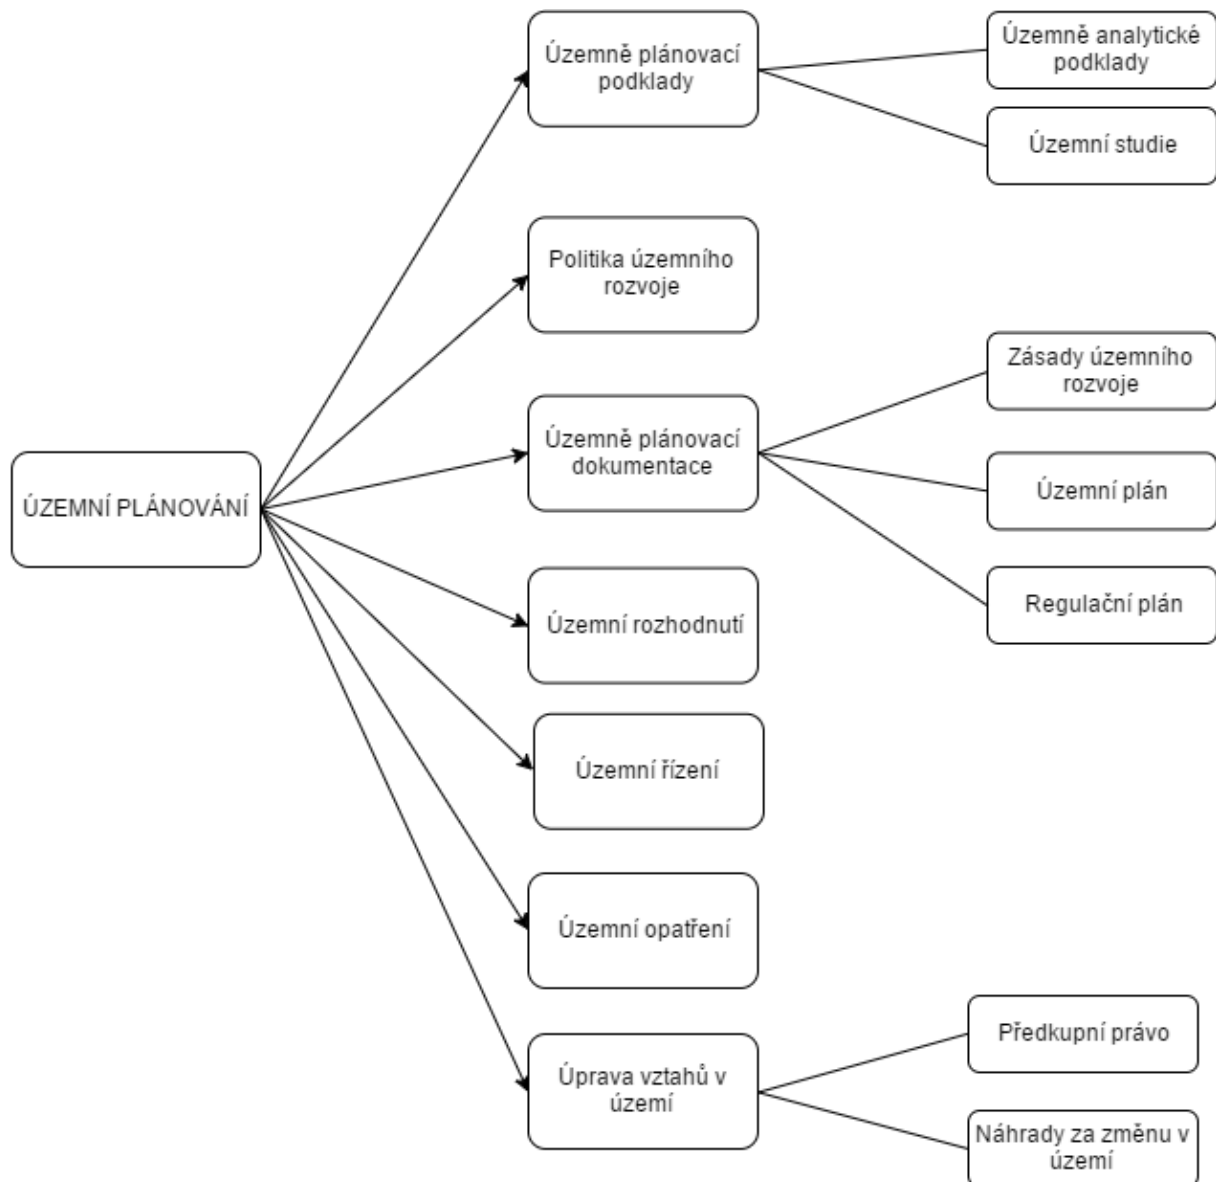 Územně plánovací
podklady
Územně analytické
podklady
Územní studie
Politika územního
rozvoje
Zásady územního
rozvoje
Územně plánovací
dokumentace
Územní plán
ÚZEMNÍ PLÁNOVÁNÍ
Regulační plán
Územní rozhodnutí
Územní řízení
Územní opatření
Předkupní právo
Úprava vztahů v
území
Náhrady za změnu v
území